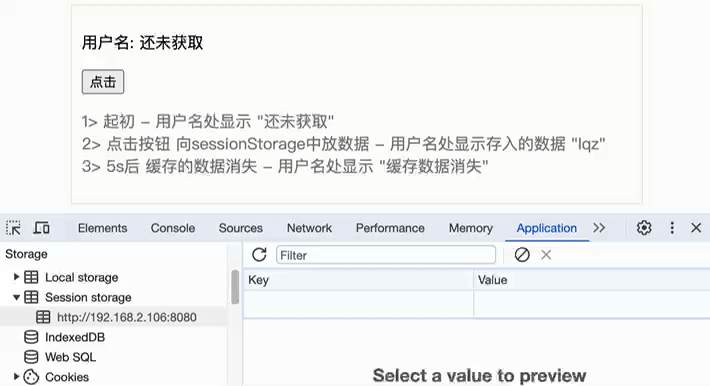 用户名: 还未获取
点击
1> 起初 - 用户名处显示 "还未获取"
2> 点击按钮 向sessionStorage中放数据 - 用户名处显示存入的数据 "lqz"
3> 5s后 缓存的数据消失 - 用户名处显示 "缓存数据消失"
Elements Console Sources Network Performance Memory Application
Storage
Filter
Local storage
Key Value
Session storage
http://192.168.2.106:8080
IndexedDB
Web SQL
Cookies
Select a value to preview